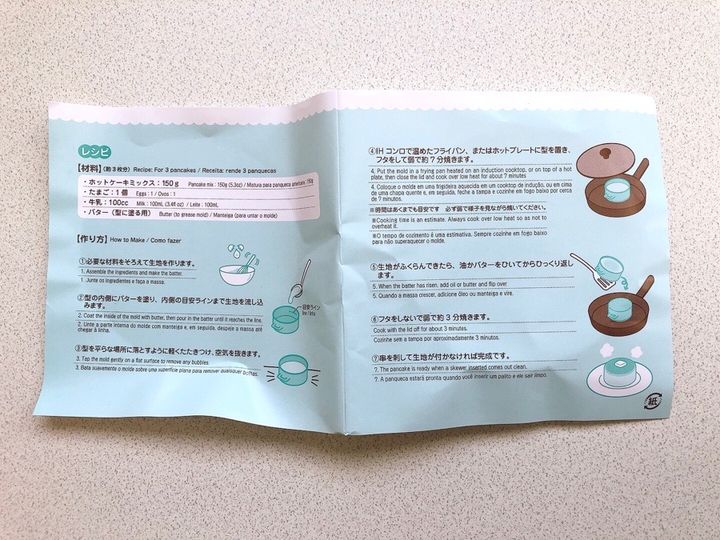 レシピ
【材料】(約3枚分) Recipe: For 3 pancakes / Receita: rende 3 panquecas
・ホットケーキミックス:150g Pancake mix : 150g (5.3oz) / Mistura para panqueca americana: 150g
・たまご:1個 Eggs : 1 / Ovos : 1
・牛乳:100cc Milk : 100mL (3.4fl oz) / Leite : 100mL
・バター(型に塗る用) Butter (to grease mold) / Manteiga (para untar o molde)
【作り方】How to Make / Como fazer
①必要な材料をそろえて生地を作ります。
1. Assemble the ingredients and make the batter.
1. Junte os ingredientes e faça a massa.
②型の内側にバターを塗り、内側の目安ラインまで生地を流し込
みます。
2. Coat the inside of the mold with butter, then pour in the batter until it reaches the line.
2. Unte a parte interna do molde com manteiga e, em seguida, despeje a massa até
chegar à linha.
目安ライン
line / linha
③型を平らな場所に落とすように軽くたたきつけ、空気を抜きます。
3. Tap the mold gently on a flat surface to remove any bubbles.
3. Bata suavemente o molde sobre uma superfície plana para remover quaisquer bolhas.
④IHコンロで温めたフライパン、またはホットプレートに型を置き、
フタをして弱で約7分焼きます。
4. Put the mold in a frying pan heated on an induction cooktop, or on top of a hot
plate, then close the lid and cook over low heat for about 7 minutes
4. Coloque o molde em uma frigideira aquecida em um cooktop de indução, ou em cima
de uma chapa quente e, em seguida, feche a tampa e cozinhe em fogo baixo por cerca
de 7 minutos.
※時間はあくまでも目安です 必ず弱で様子を見ながら焼いてください。
※Cooking time is an estimate. Always cook over low heat so as not to
overheat it.
※O tempo de cozimento é uma estimativa. Sempre cozinhe em fogo baixo
para não superaquecer o molde.
⑤生地がふくらんできたら、油かバターをひいてからひっくり返し
ます。
5. When the batter has risen, add oil or butter and flip over
5. Quando a massa crescer, adicione óleo ou manteiga e vire.
⑥フタをしないで弱で約3分焼きます。
Cook with the lid off for about 3 minutes.
Cozinhe sem a tampa por aproximadamente 3 minutos.
⑦串を刺して生地が付かなければ完成です。
7. The pancake is ready when a skewer inserted comes out clean.
7. A panqueca estará pronta quando você inserir um palito e ele sair limpo.
紙